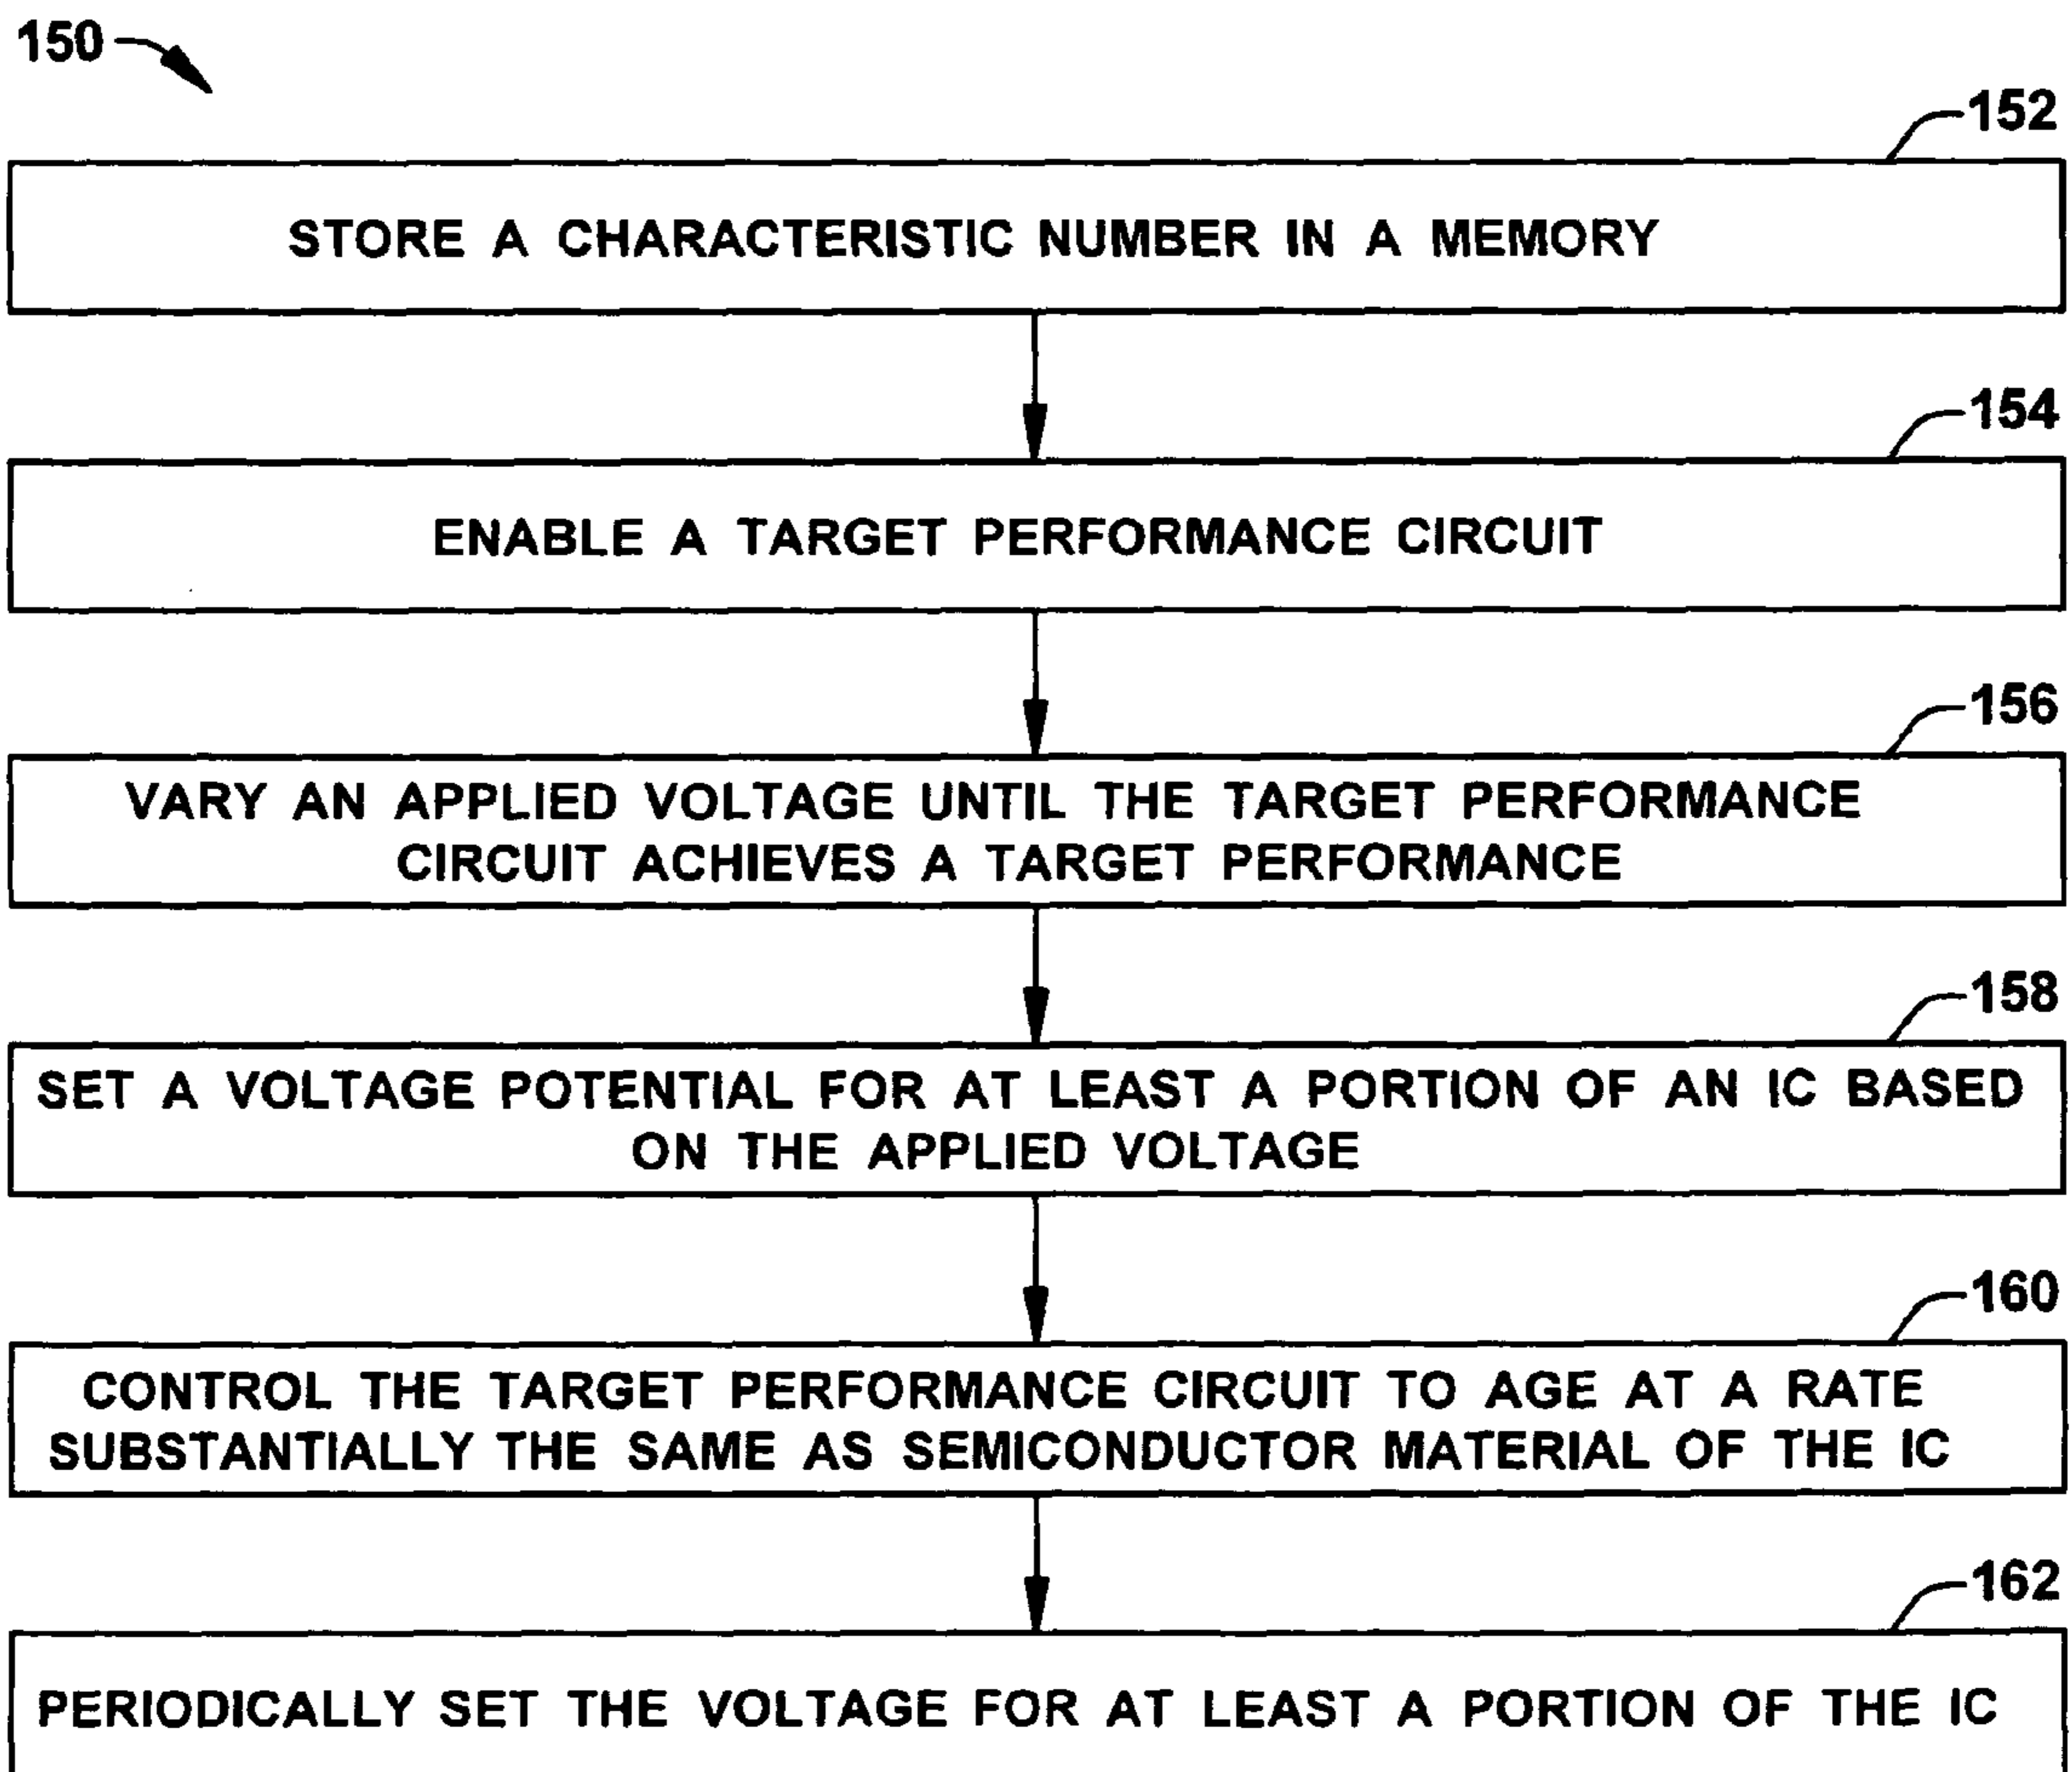 150
152
STORE A CHARACTERISTIC NUMBER IN A MEMORY
154
ENABLE A TARGET PERFORMANCE CIRCUIT
156
VARY AN APPLIED VOLTAGE UNTIL THE TARGET PERFORMANCE
CIRCUIT ACHIEVES A TARGET PERFORMANCE
158
SET A VOLTAGE POTENTIAL FOR AT LEAST A PORTION OF AN IC BASED
ON THE APPLIED VOLTAGE
160
CONTROL THE TARGET PERFORMANCE CIRCUIT TO AGE AT A RATE
SUBSTANTIALLY THE SAME AS SEMICONDUCTOR MATERIAL OF THE IC
162
PERIODICALLY SET THE VOLTAGE FOR AT LEAST A PORTION OF THE IC